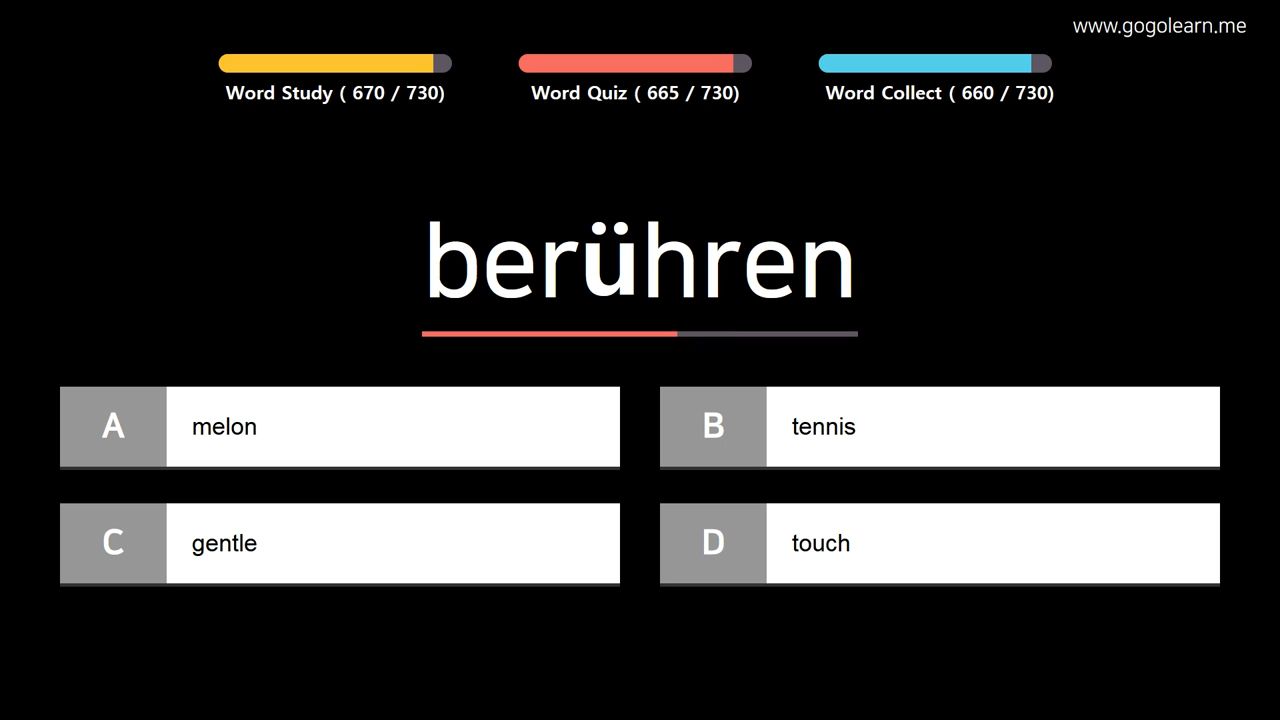 www.gogolearn.me
Word Study ( 670 / 730)
Word Quiz ( 665 / 730)
Word Collect ( 660 / 730)
berühren
A melon
B tennis
C gentle
D touch